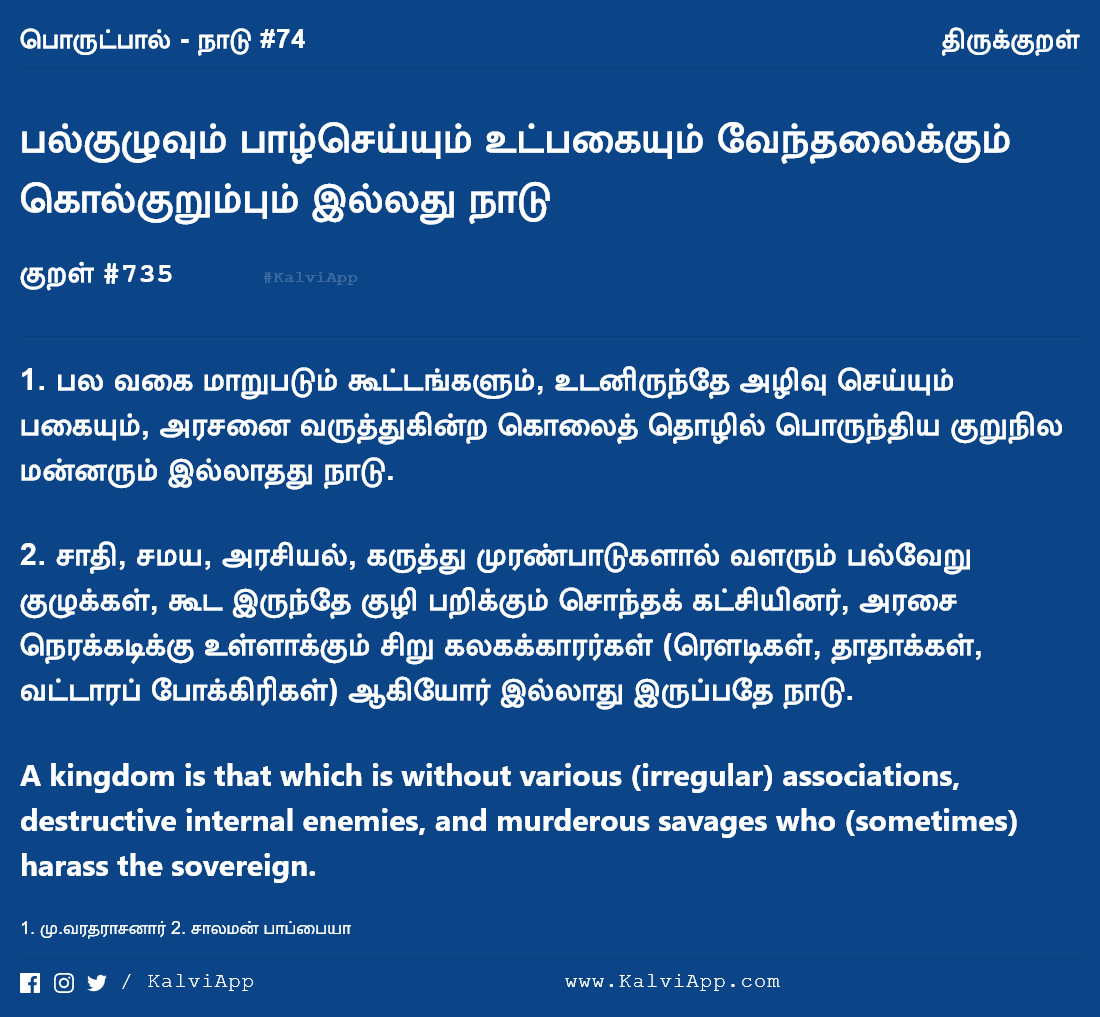 பொருட்பால் - நாடு #74 திருக்குறள்
பல்குழுவும் பாழ்செய்யும் உட்பகையும் வேந்தலைக்கும்
கொல்குறும்பும் இல்லது நாடு
குறள் #735 #KalviApp
1. பல வகை மாறுபடும் கூட்டங்களும், உடனிருந்தே அழிவு செய்யும்
பகையும், அரசனை வருத்துகின்ற கொலைத் தொழில் பொருந்திய குறுநில
மன்னரும் இல்லாதது நாடு.
2. சாதி, சமய, அரசியல், கருத்து முரண்பாடுகளால் வளரும் பல்வேறு
குழுக்கள், கூட இருந்தே குழி பறிக்கும் சொந்தக் கட்சியினர், அரசை
நெரக்கடிக்கு உள்ளாக்கும் சிறு கலகக்காரர்கள் (ரௌடிகள், தாதாக்கள்,
வட்டாரப் போக்கிரிகள்) ஆகியோர் இல்லாது இருப்பதே நாடு.
A kingdom is that which is without various (irregular) associations,
destructive internal enemies, and murderous savages who (sometimes)
harass the sovereign.
1. மு.வரதராசனார் 2. சாலமன் பாப்பையா
/ KalviApp www.KalviApp.com